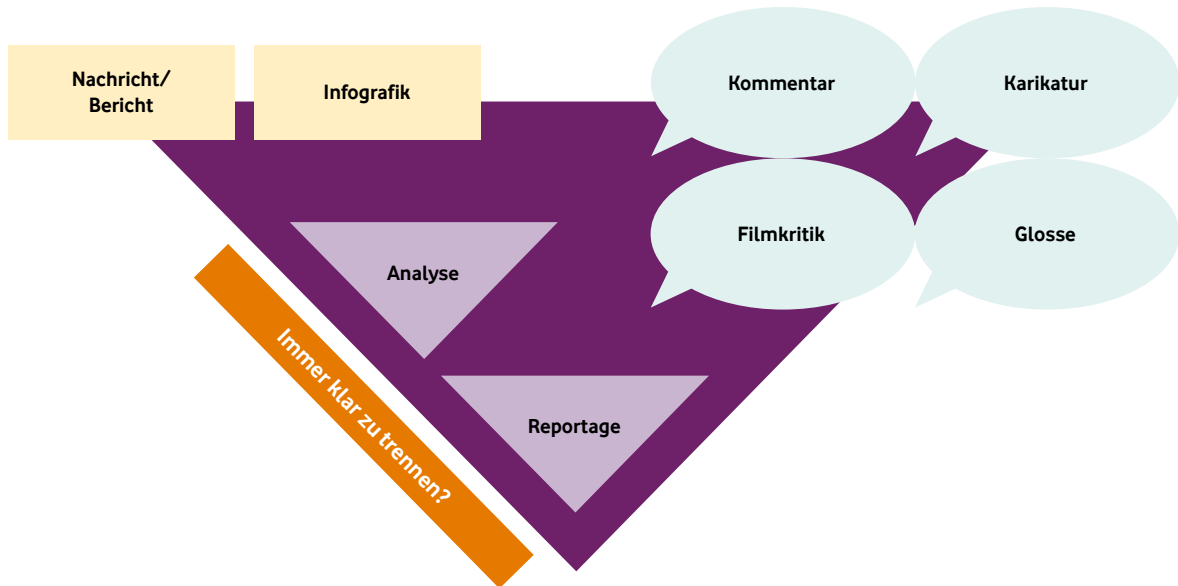 Nachricht/
Bericht
Infografik
Kommentar
Karikatur
Filmkritik
Glosse
Analyse
Reportage
Immer klar zu trennen?